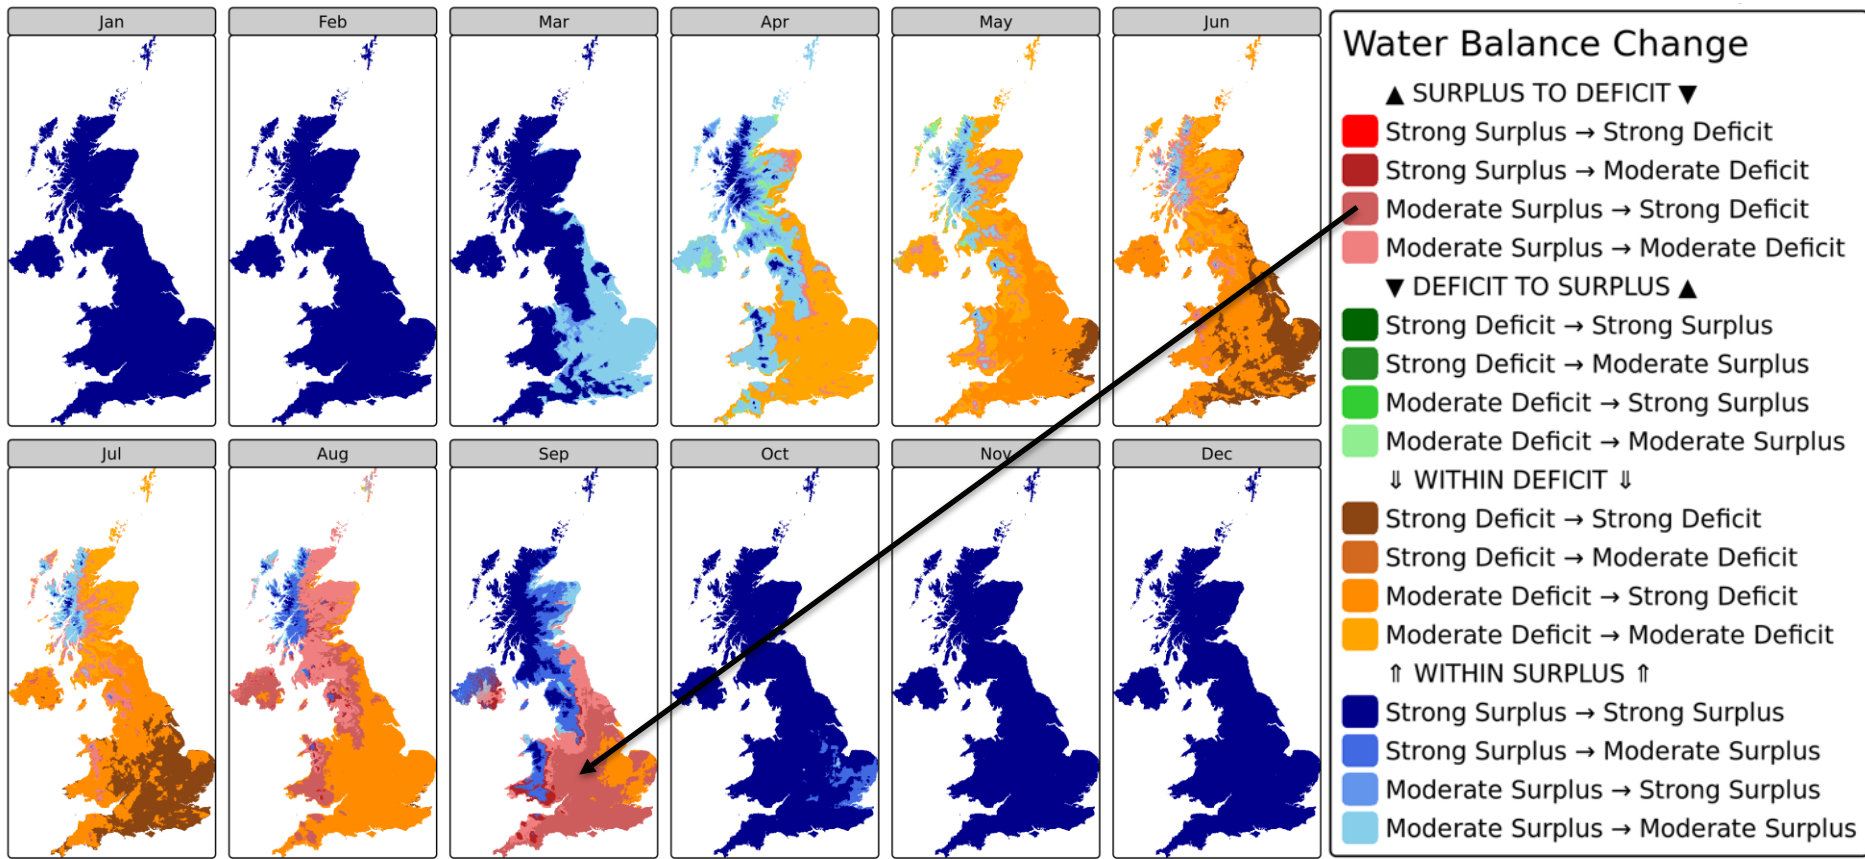 Jan
Feb
Mar
Apr
May
Jun
Jul
Aug
Sep
Oct
Nov
Dec
Water Balance Change
▲ SURPLUS TO DEFICIT ▼
Strong Surplus → Strong Deficit
Strong Surplus → Moderate Deficit
Moderate Surplus → Strong Deficit
Moderate Surplus → Moderate Deficit
▼ DEFICIT TO SURPLUS ▲
Strong Deficit → Strong Surplus
Strong Deficit → Moderate Surplus
Moderate Deficit → Strong Surplus
Moderate Deficit → Moderate Surplus
⇓ WITHIN DEFICIT ⇓
Strong Deficit → Strong Deficit
Strong Deficit → Moderate Deficit
Moderate Deficit → Strong Deficit
Moderate Deficit → Moderate Deficit
⇑ WITHIN SURPLUS ⇑
Strong Surplus → Strong Surplus
Strong Surplus → Moderate Surplus
Moderate Surplus → Strong Surplus
Moderate Surplus → Moderate Surplus